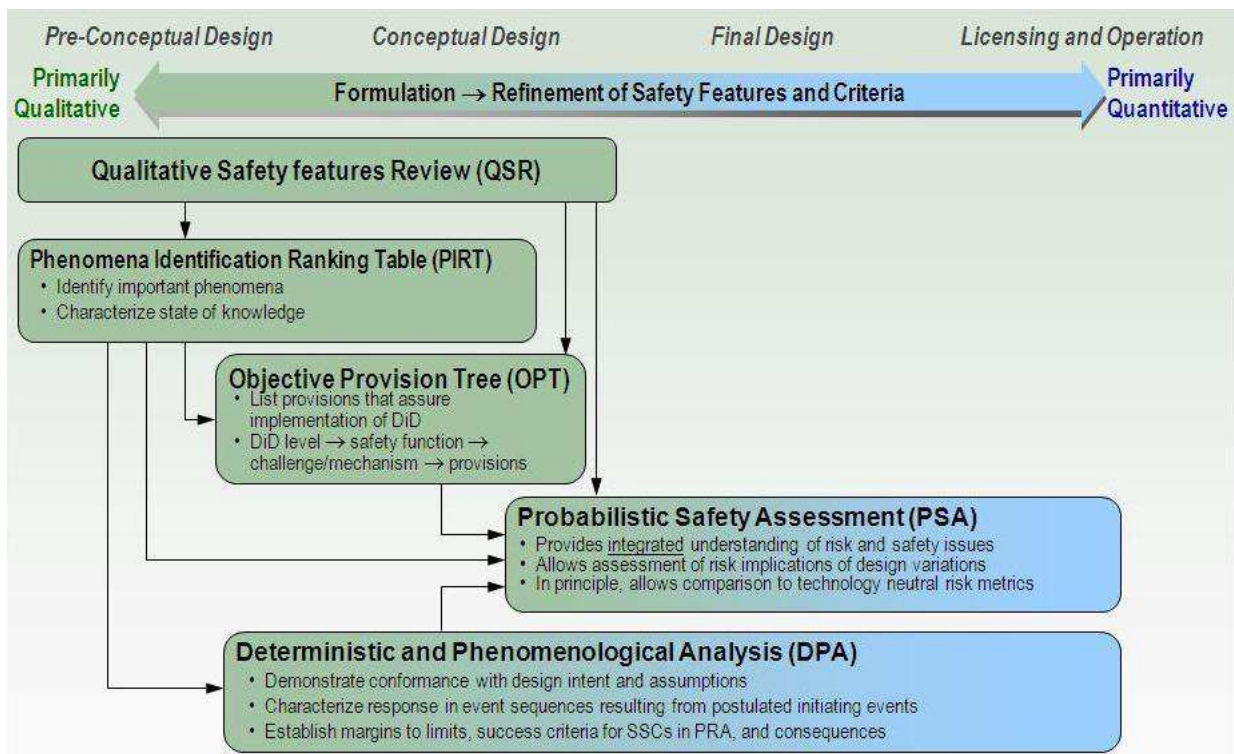 Pre-Conceptual Design Conceptual Design Final Design Licensing and Operation
Primarily
Qualitative
Formulation → Refinement of Safety Features and Criteria
Primarily
Quantitative
Qualitative Safety features Review (QSR)
Phenomena Identification Ranking Table (PIRT)
• Identify important phenomena
• Characterize state of knowledge
Objective Provision Tree (OPT)
• List provisions that assure
implementation of DiD
• DiD level → safety function →
challenge/mechanism → provisions
Probabilistic Safety Assessment (PSA)
• Provides integrated understanding of risk and safety issues
• Allows assessment of risk implications of design variations
• In principle, allows comparison to technology neutral risk metrics
Deterministic and Phenomenological Analysis (DPA)
• Demonstrate conformance with design intent and assumptions
• Characterize response in event sequences resulting from postulated initiating events
• Establish margins to limits, success criteria for SSCs in PRA, and consequences